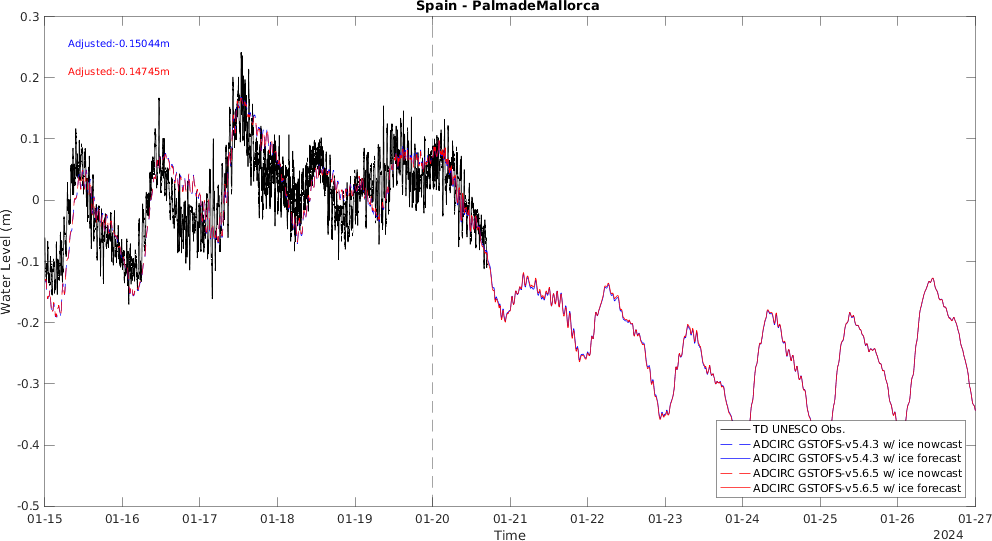 Spain - PalmadeMallorca
Adjusted:-0.15044m
Adjusted:-0.14745m
0.3
0.2
0.1
0
-0.1
-0.2
-0.3
-0.4
-0.5
Water Level (m)
TD UNESCO Obs.
ADCIRC GSTOFS-v5.4.3 w/ ice nowcast
ADCIRC GSTOFS-v5.4.3 w/ ice forecast
ADCIRC GSTOFS-v5.6.5 w/ ice nowcast
ADCIRC GSTOFS-v5.6.5 w/ ice forecast
01-15 01-16 01-17 01-18 01-19 01-20 01-21 01-22 01-23 01-24 01-25 01-26 01-27
Time
2024